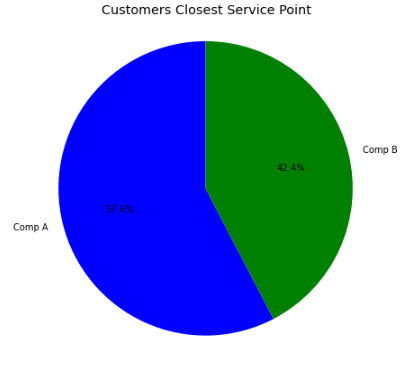 Customers Closest Service Point
Comp B
42.4%
57.6%
Comp A